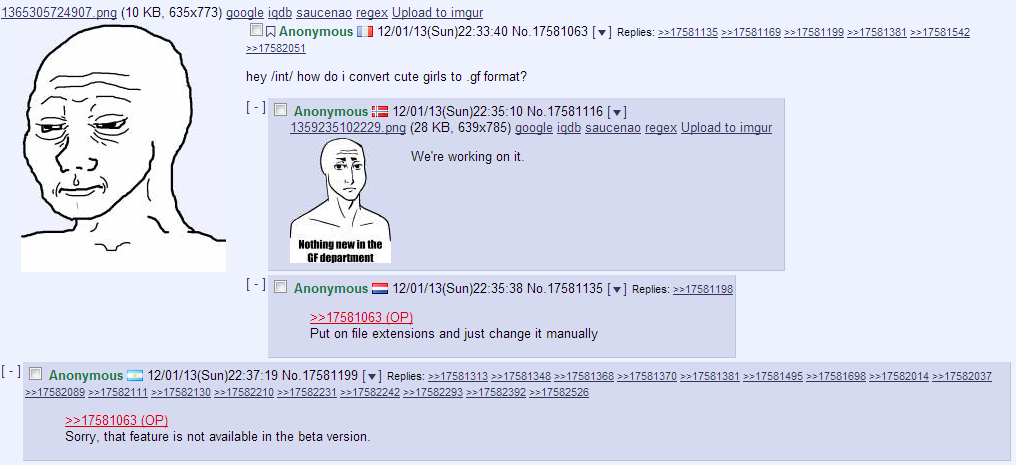 1365305724907.png (10 KB, 635x773) google iqdb saucenao regex Upload to imgur
Anonymous 12/01/13(Sun)22:33:40 No.17581063 [▼] Replies: >>17581135 >>17581169 >>17581199 >>17581381 >>17581542
>>17582051
hey /int/ how do i convert cute girls to .gf format?
[ - ] Anonymous 12/01/13(Sun)22:35:10 No.17581116 [▼]
1359235102229.png (28 KB, 639x785) google iqdb saucenao regex Upload to imgur
We're working on it.
Nothing new in the
GF department
[ - ] Anonymous 12/01/13(Sun)22:35:38 No.17581135 [▼] Replies: >>17581198
>>17581063 (OP)
Put on file extensions and just change it manually
[ - ] Anonymous 12/01/13(Sun)22:37:19 No.17581199 [▼] Replies: >>17581313 >>17581348 >>17581368 >>17581370 >>17581381 >>17581495 >>17581698 >>17582014 >>17582037
>>17582089 >>17582111 >>17582130 >>17582210 >>17582231 >>17582242 >>17582293 >>17582392 >>17582526
>>17581063 (OP)
Sorry, that feature is not available in the beta version.